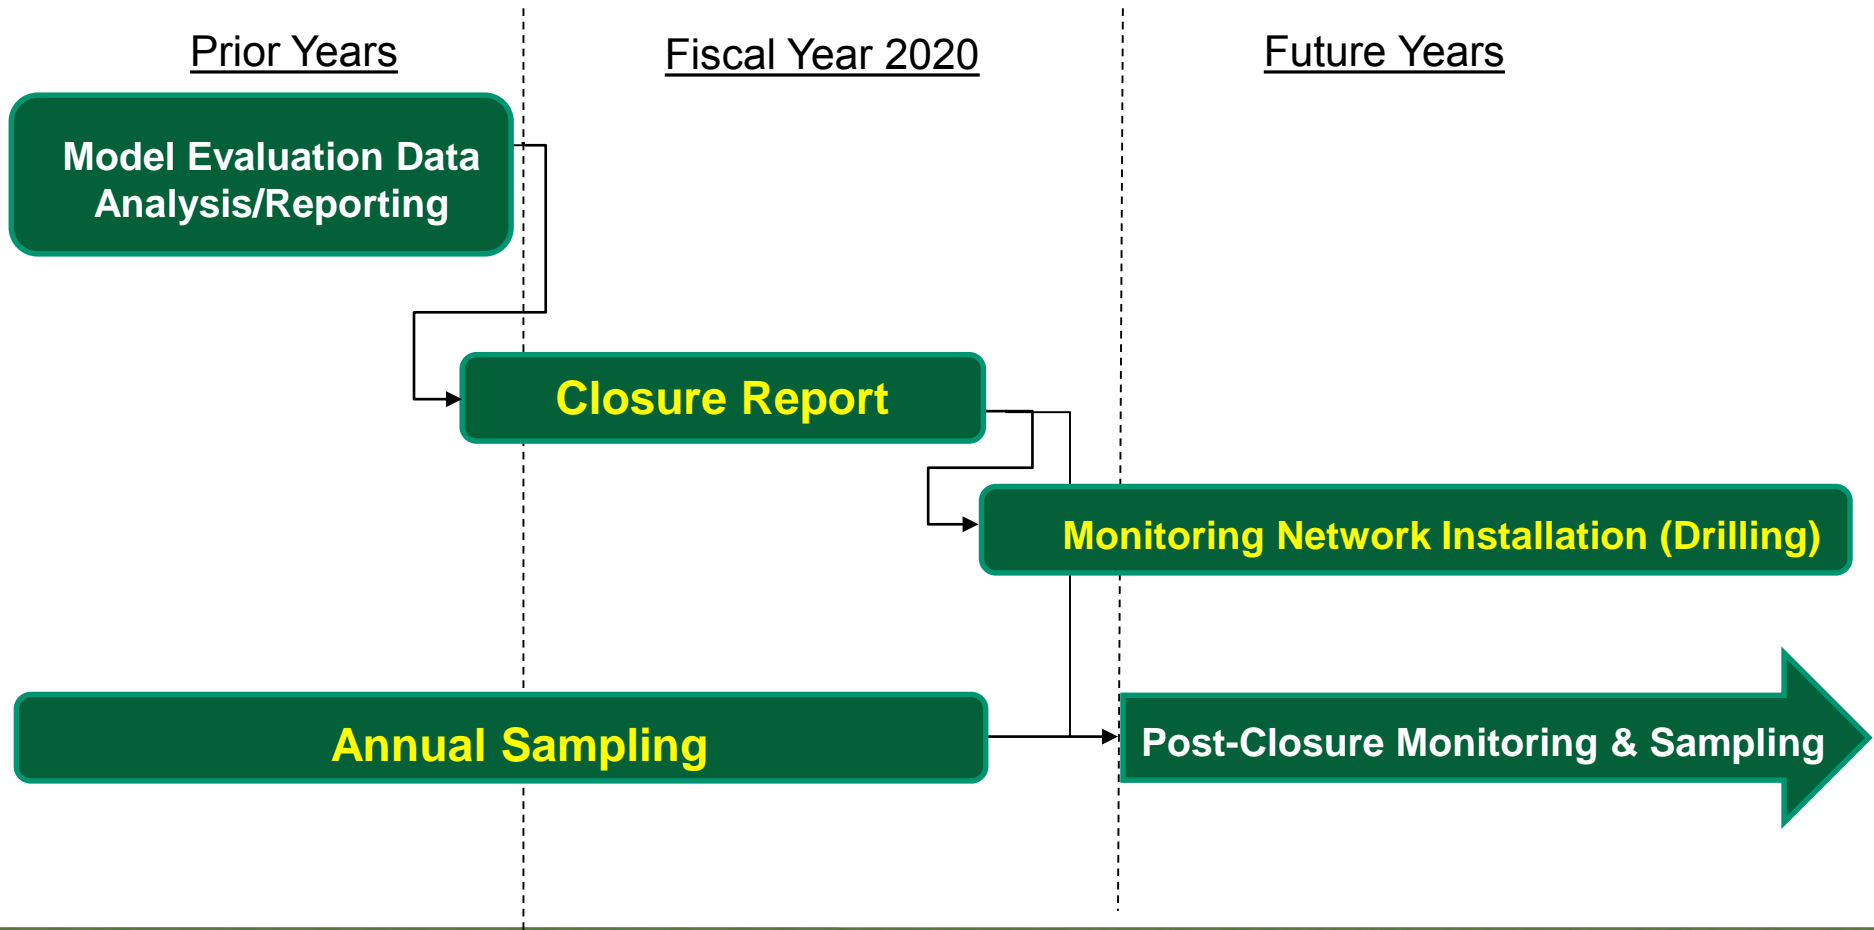 Prior Years
Fiscal Year 2020
Future Years
Model Evaluation Data
Analysis/Reporting
Closure Report
Monitoring Network Installation (Drilling)
Annual Sampling
Post-Closure Monitoring & Sampling